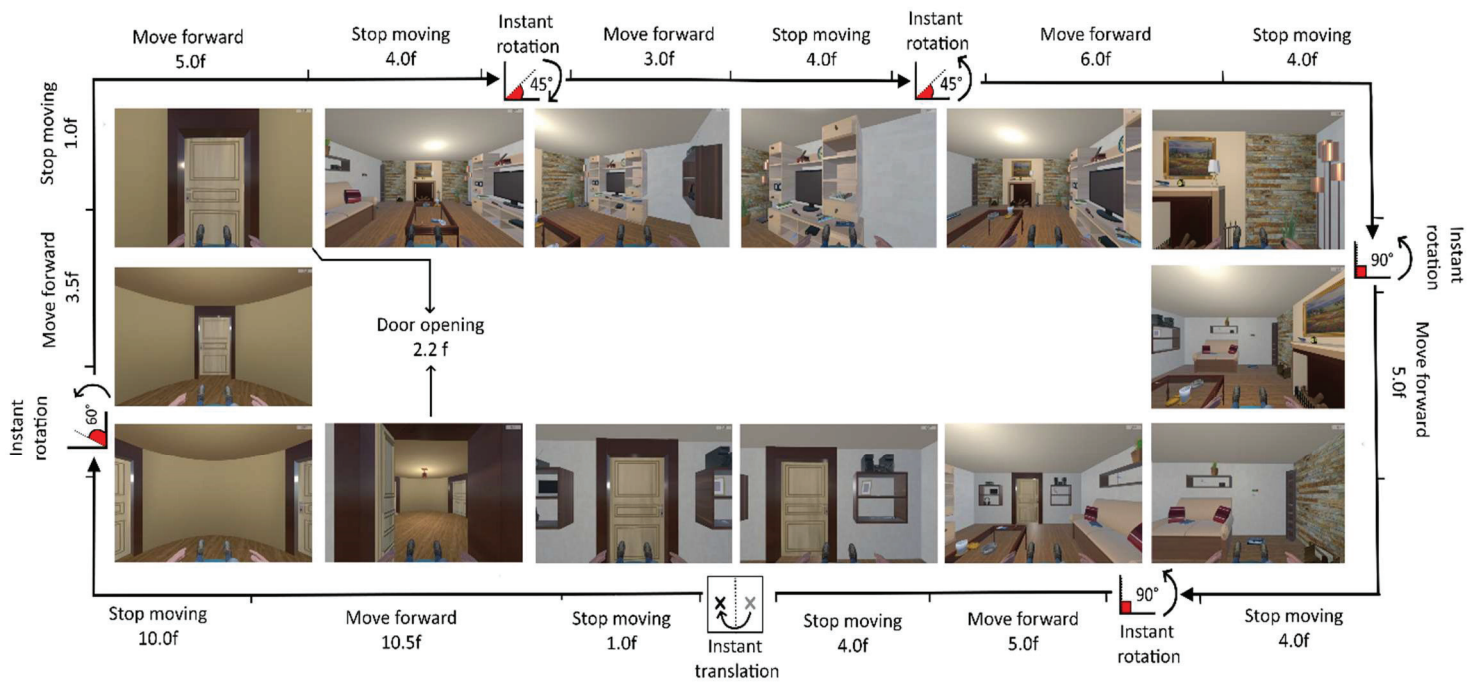 Move forward
5.0f
Stop moving
4.0f
Instant
rotation
45°
Move forward
3.0f
Stop moving
4.0f
Instant
rotation
45°
Move forward
6.0f
Stop moving
4.0f
Instant
rotation
90°
Move forward
5.0f
Stop moving
4.0f
Instant
rotation
90°
Move forward
5.0f
Stop moving
4.0f
Instant
translation
Stop moving
1.0f
Move forward
10.5f
Stop moving
10.0f
Instant
rotation
60°
Move forward
3.5f
Stop moving
1.0f
Door opening
2.2 f